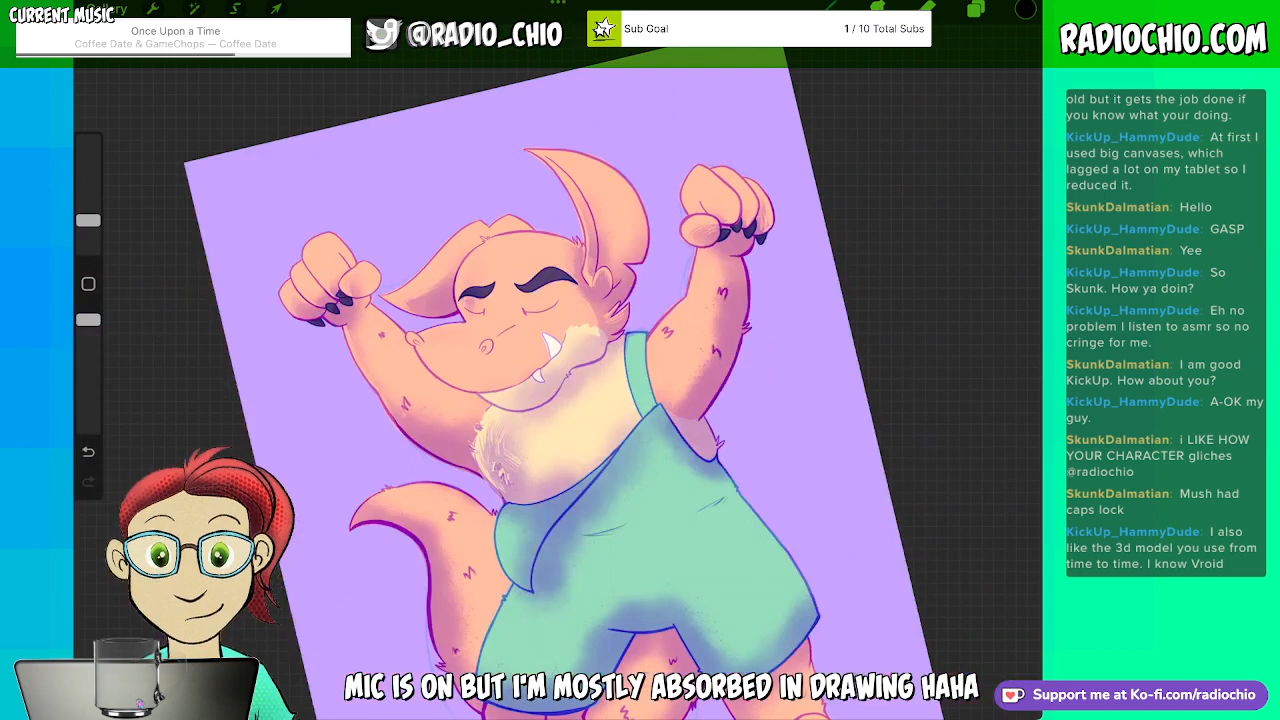 CURRENT MUSIC
Once Upon a Time
Coffee Date & GameChops — Coffee Date
@RADIO_CHIO
Sub Goal
1 / 10 Total Subs
RADIOCHIO.COM
old but it gets the job done if
you know what your doing.
KickUp_HammyDude: At first I
used big canvases, which
lagged a lot on my tablet so I
reduced it.
SkunkDalmatian: Hello
KickUp_HammyDude: GASP
SkunkDalmatian: Yee
KickUp_HammyDude: So
Skunk. How ya doin?
KickUp_HammyDude: Eh no
problem I listen to asmr so no
cringe for me.
SkunkDalmatian: I am good
KickUp. How about you?
KickUp_HammyDude: A-OK my
guy.
SkunkDalmatian: i LIKE HOW
YOUR CHARACTER gliches
@radiochio
SkunkDalmatian: Mush had
caps lock
KickUp_HammyDude: I also
like the 3d model you use from
time to time. I know Vroid
MIC IS ON BUT I'M MOSTLY ABSORBED IN DRAWING HAHA
Support me at Ko-fi.com/radiochio